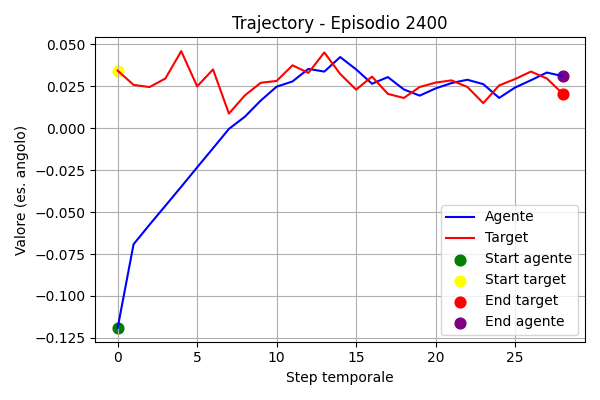 Trajectory - Episodio 2400
Valore (es. angolo)
0.050
0.025
0.000
−0.025
−0.050
−0.075
−0.100
−0.125
0 5 10 15 20 25
Step temporale
Agente
Target
Start agente
Start target
End target
End agente